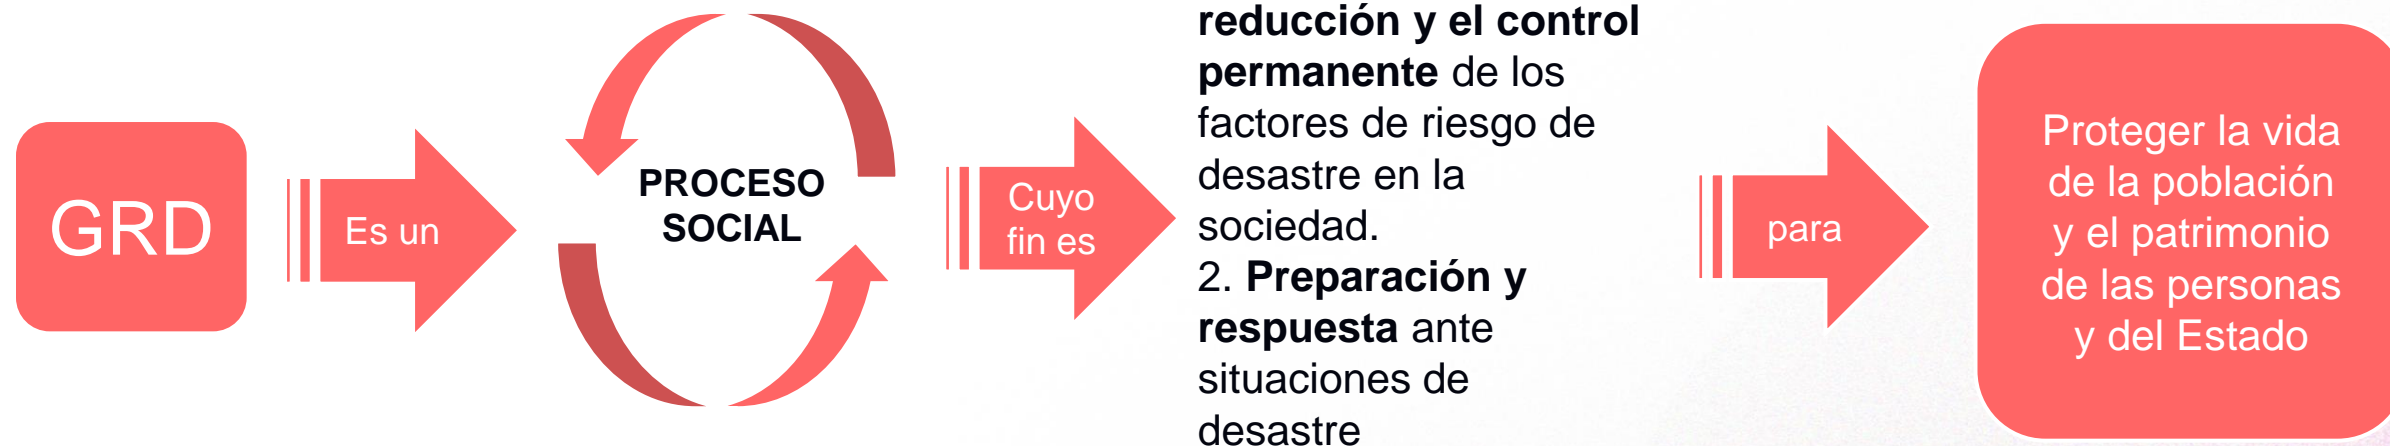 GRD
Es un
PROCESO
SOCIAL
Cuyo
fin es
reducción y el control
permanente de los
factores de riesgo de
desastre en la
sociedad.
2. Preparación y
respuesta ante
situaciones de
desastre
para
Proteger la vida
de la población
y el patrimonio
de las personas
y del Estado